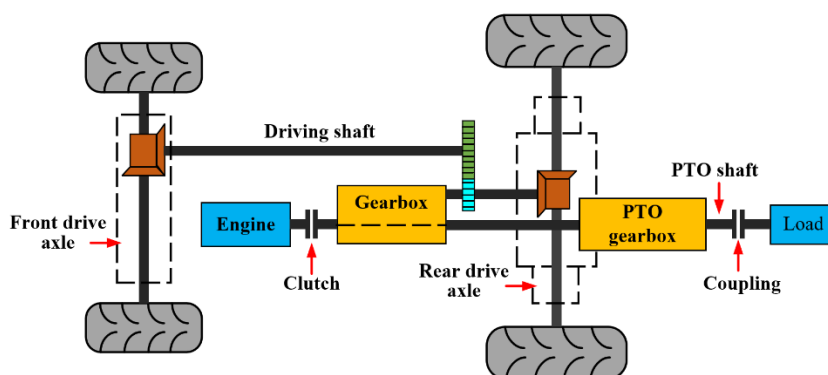 Driving shaft
PTO shaft
Gearbox
Front drive
axle
Engine
PTO
gearbox
Load
Clutch
Rear drive
axle
Coupling